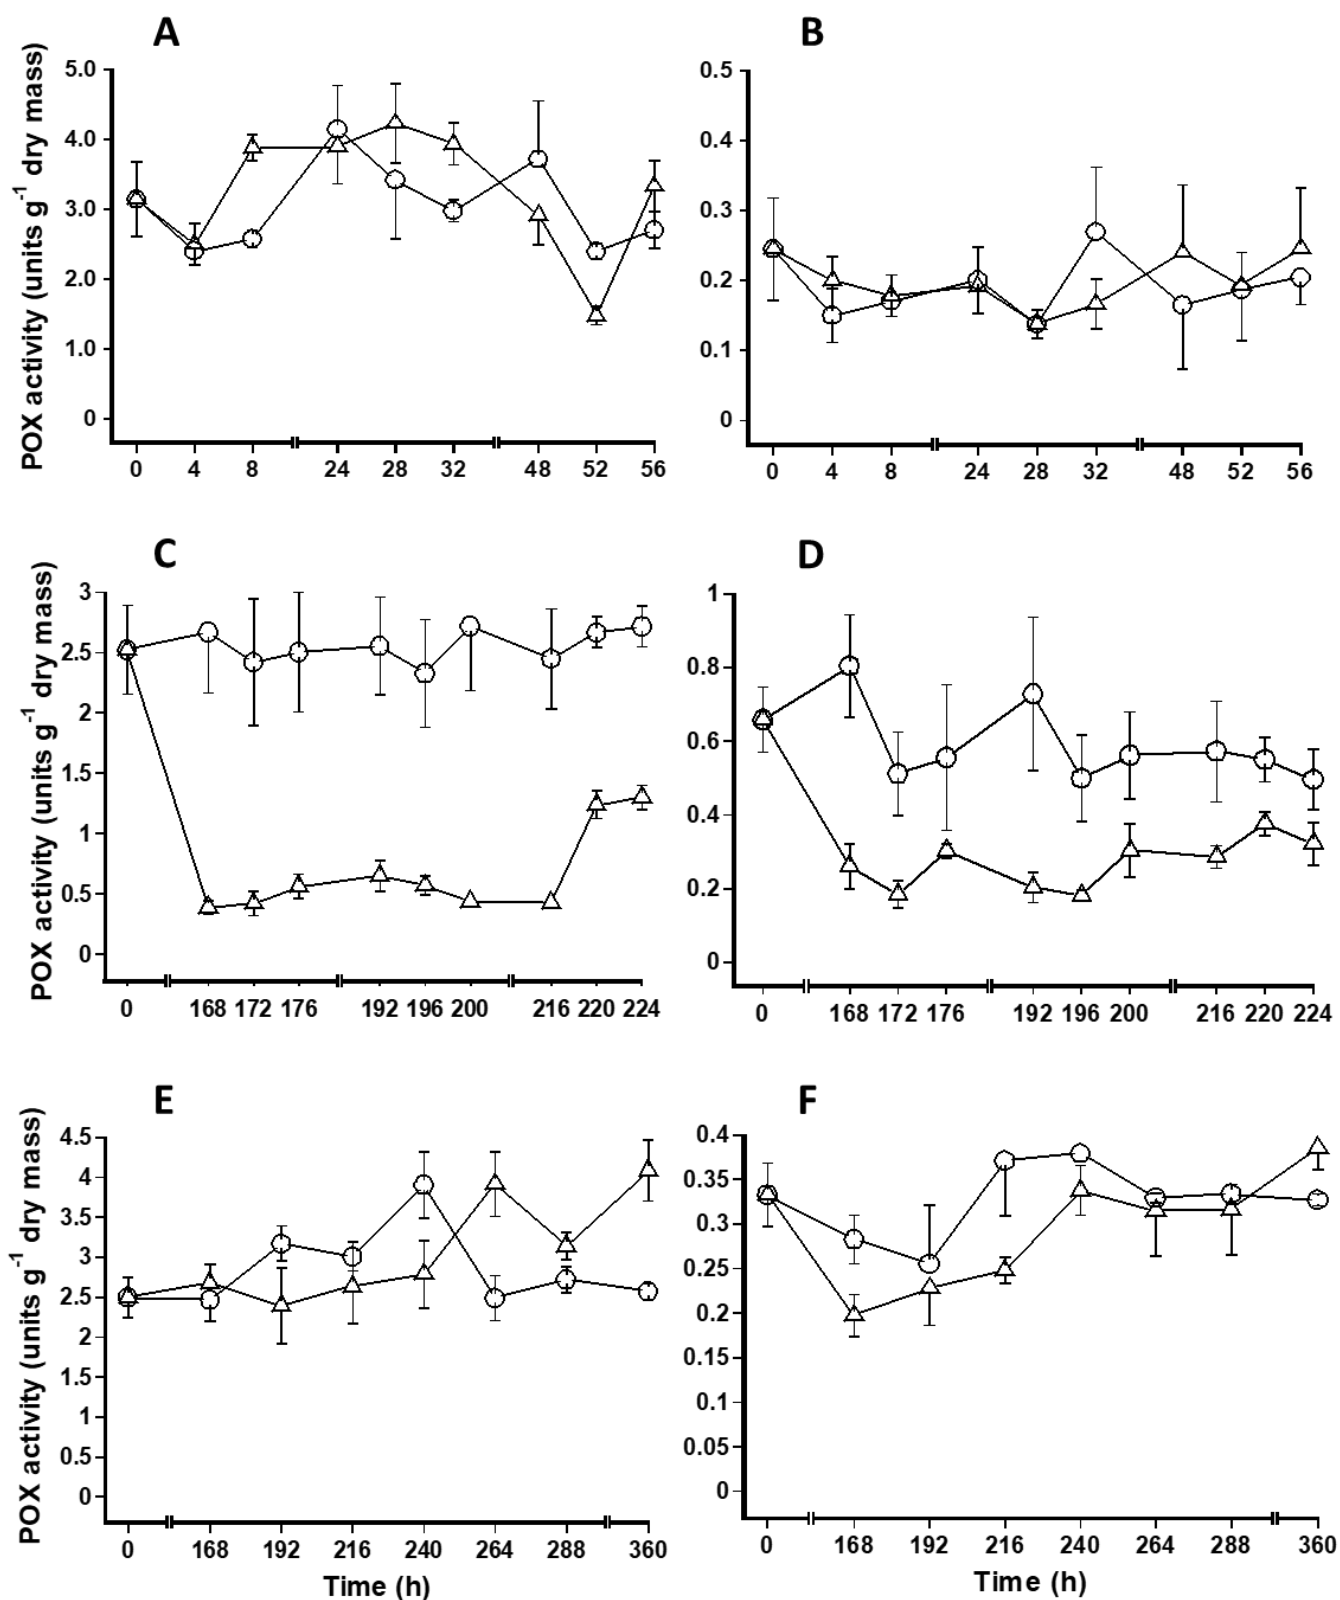 A
POX activity (units g-1 dry mass)
5.0
4.0
3.0
2.0
1.0
0
0 4 8 24 28 32 48 52 56
B
0.5
0.4
0.3
0.2
0.1
0
0 4 8 24 28 32 48 52 56
C
POX activity (units g-1 dry mass)
3
2.5
2
1.5
1
0.5
0
0 168 172 176 192 196 200 216 220 224
D
1
0.8
0.6
0.4
0.2
0
0 168 172 176 192 196 200 216 220 224
E
POX activity (units g-1 dry mass)
4.5
4
3.5
3
2.5
2
1.5
1
0.5
0
0 168 192 216 240 264 288 360
Time (h)
F
0.4
0.35
0.3
0.25
0.2
0.15
0.1
0.05
0
0 168 192 216 240 264 288 360
Time (h)